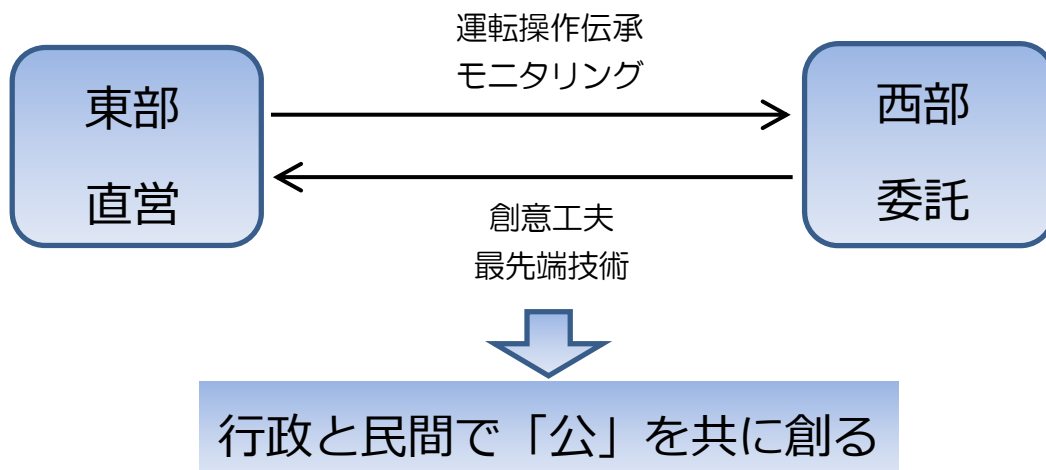 運転操作伝承
モニタリング
東部
直営
西部
委託
創意工夫
最先端技術
行政と民間で「公」を共に創る